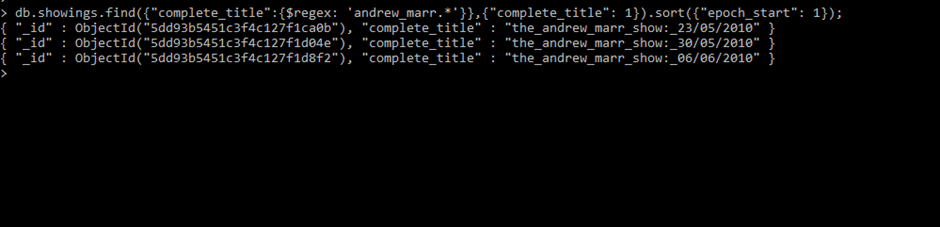 > db.showings.find({"complete_title":{$regex: 'andrew_marr.*'}},{"complete_title": 1}).sort({"epoch_start": 1});
{ "_id" : ObjectId("5dd93b5451c3f4c127f1ca0b"), "complete_title" : "the_andrew_marr_show:_23/05/2010" }
{ "_id" : ObjectId("5dd93b5451c3f4c127f1d04e"), "complete_title" : "the_andrew_marr_show:_30/05/2010" }
{ "_id" : ObjectId("5dd93b5451c3f4c127f1d8f2"), "complete_title" : "the_andrew_marr_show:_06/06/2010" }
>